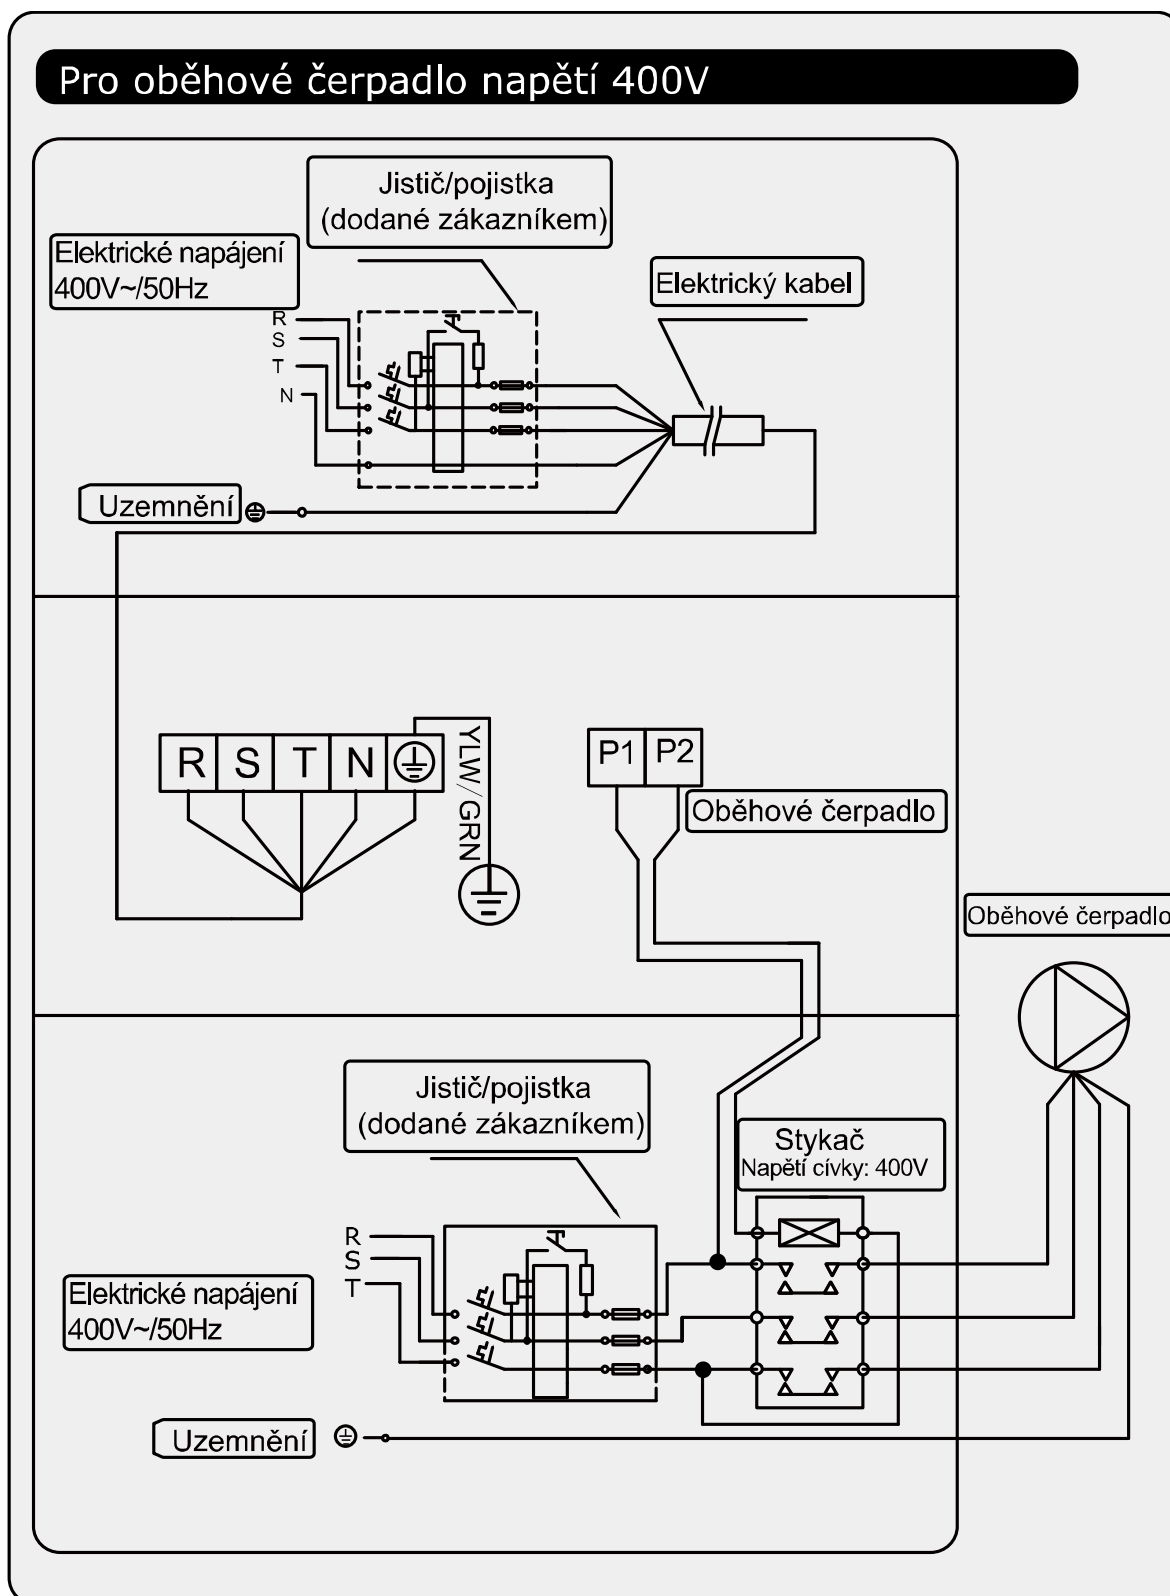 Pro oběhové čerpadlo napětí 400V
Jistič/pojistka
(dodané zákazníkem)
Elektrické napájení
400V~/50Hz
Elektrický kabel
R
S
T
N
Uzemnění
R S T N
YLW/GRN
P1 P2
Oběhové čerpadlo
Oběhové čerpadlo
Jistič/pojistka
(dodané zákazníkem)
Stykač
Napětí cívky: 400V
R
S
T
Elektrické napájení
400V~/50Hz
Uzemnění